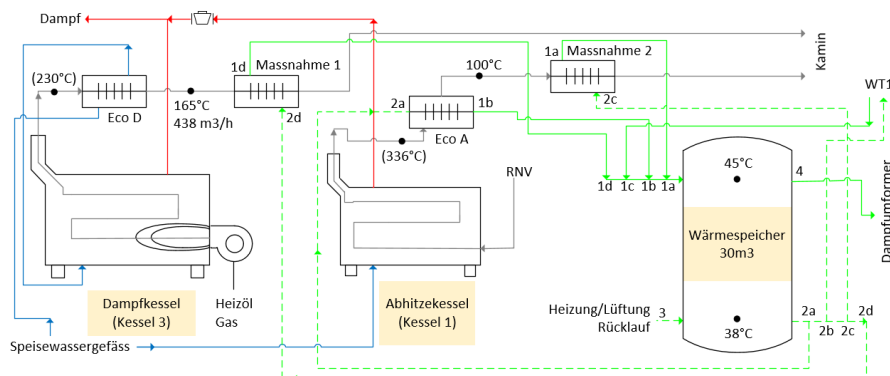 Dampf
1d
Massnahme 1
1a
Massnahme 2
Kamin
(230°C)
100°C
WT1
165°C
438 m3/h
Eco D
2d
2a
1b
2c
Eco A
(336°C)
RNV
1d
1c
1b
1a
45°C
4
Dampfumformer
Wärmespeicher
30m3
Dampfkessel
(Kessel 3)
Heizöl
Gas
Abhitzekessel
(Kessel 1)
Heizung/Lüftung
Rücklauf
3
38°C
2a
2b
2c
2d
Speisewassergefäss